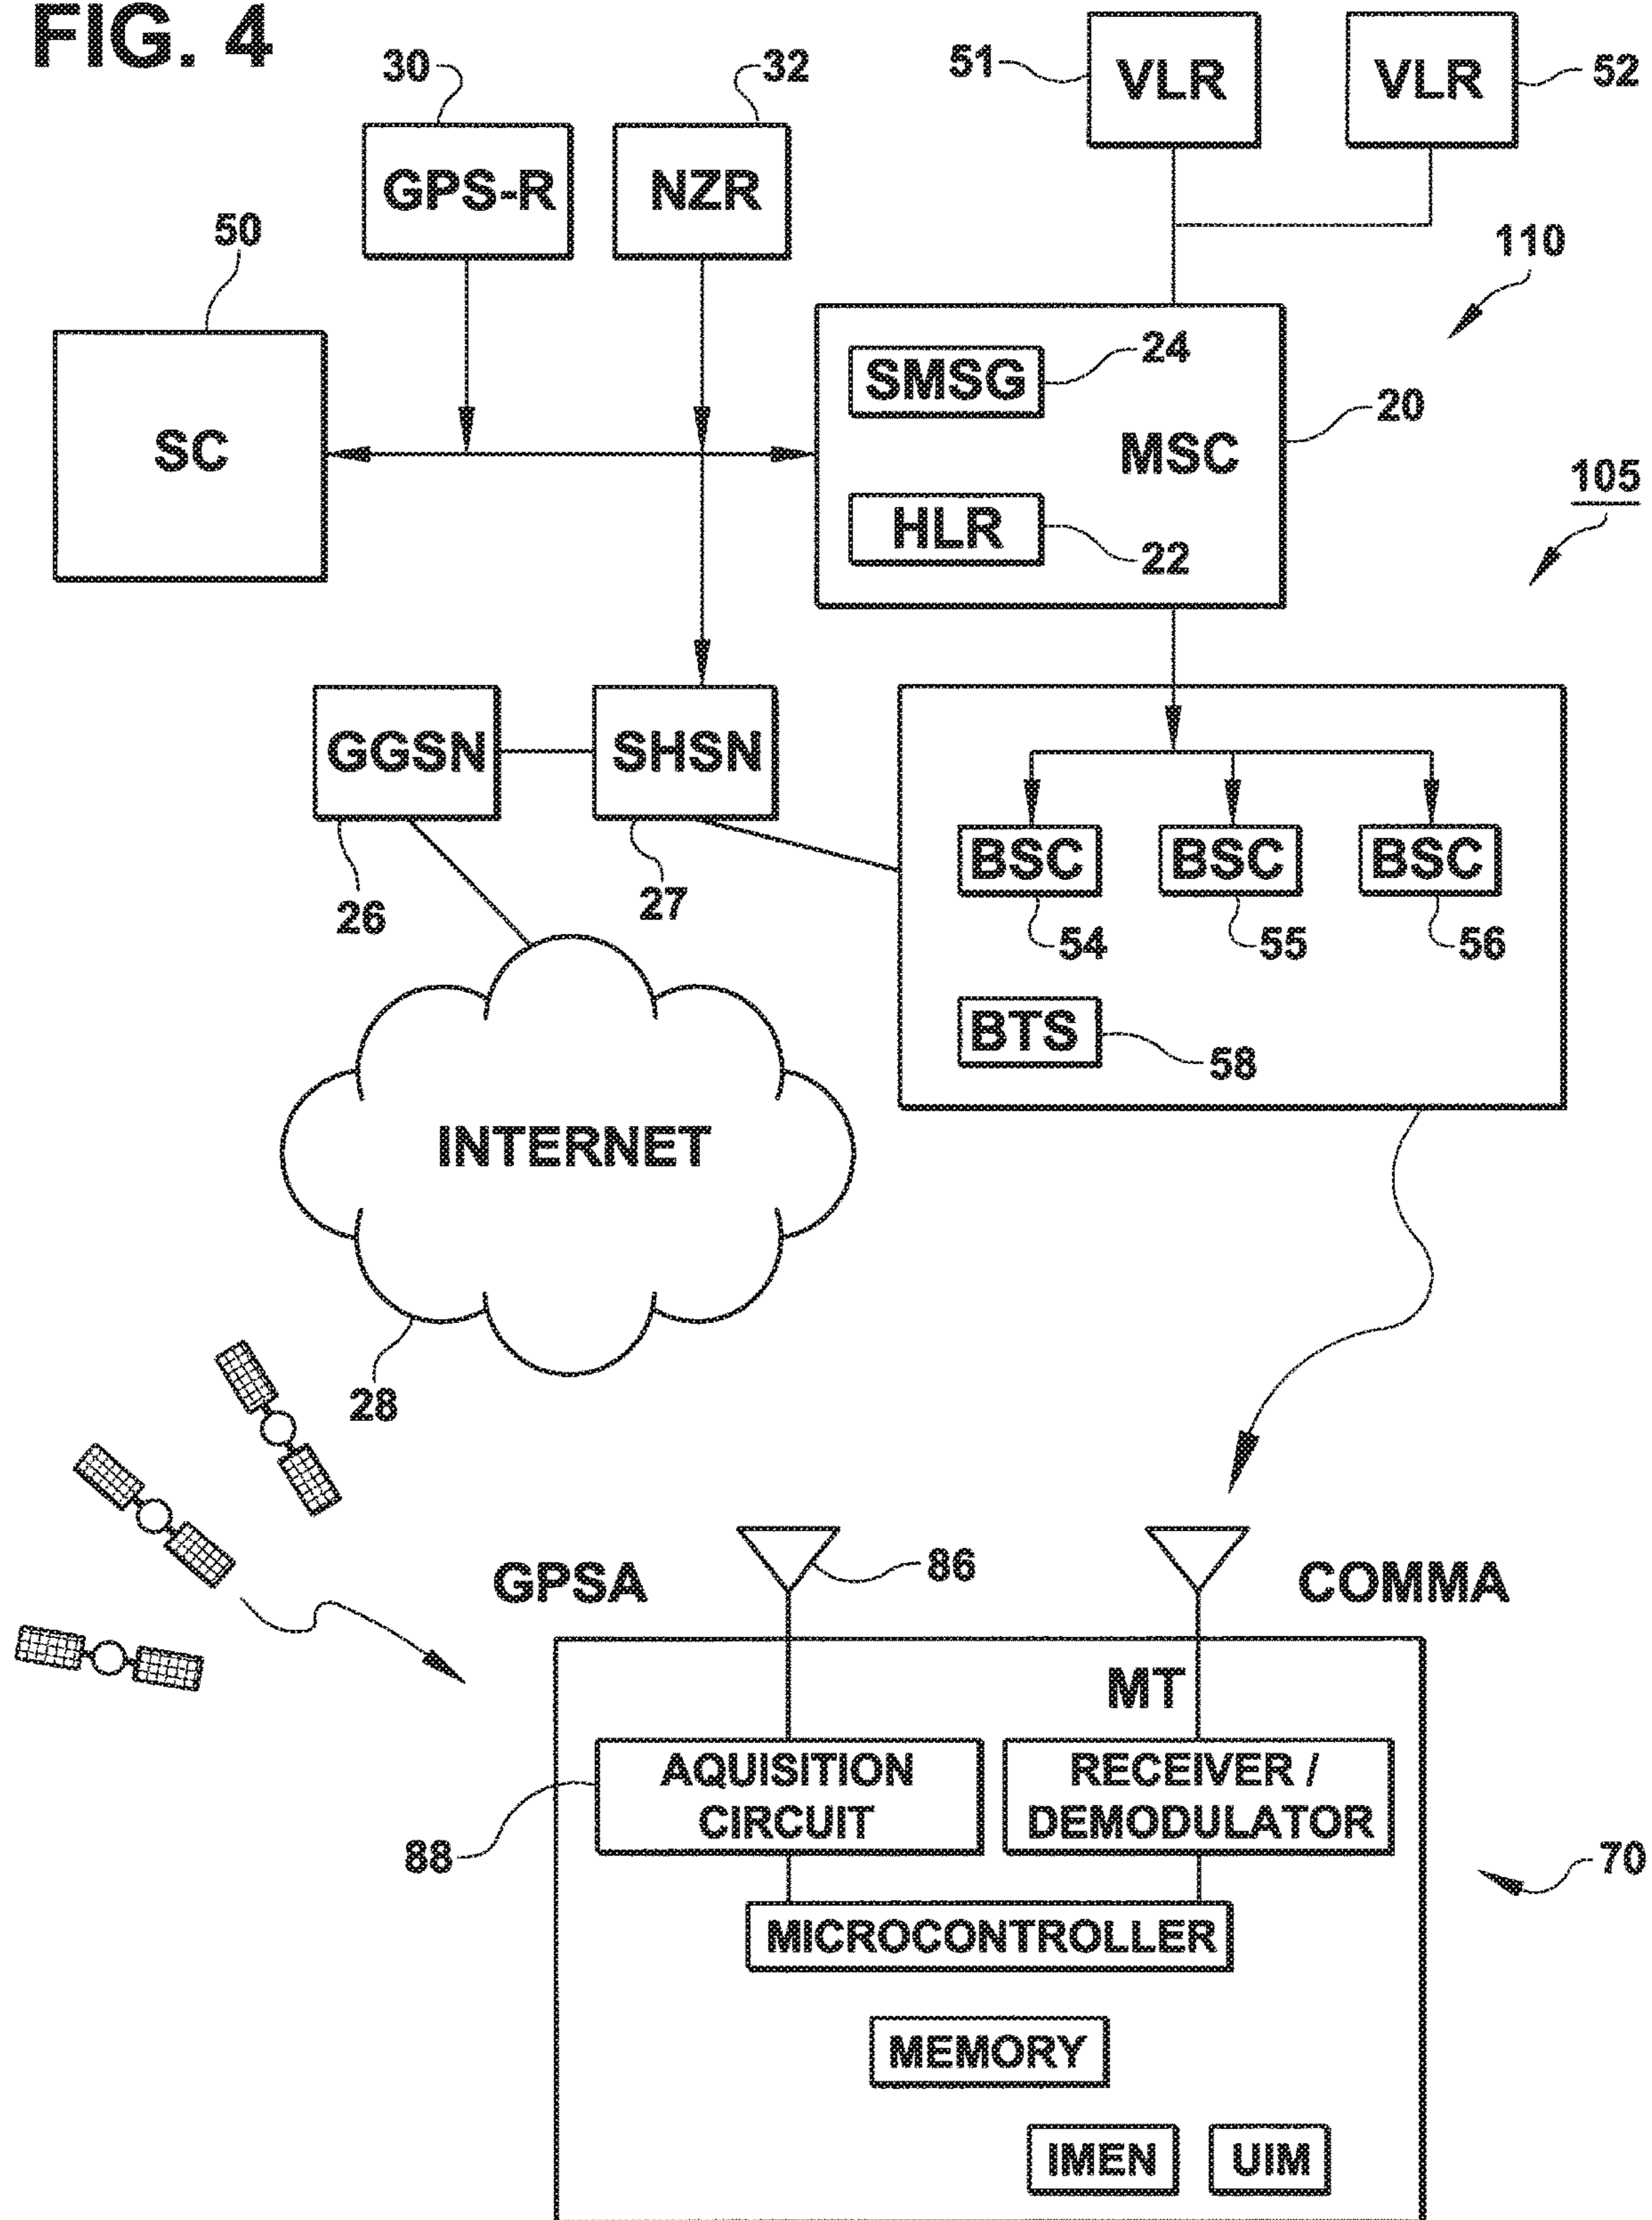 FIG. 4
30
32
51
VLR
VLR
52
GPS-R
NZR
50
110
SC
SMSG
24
20
MSC
HLR
22
105
GGSN
SHSN
26
27
BSC
BSC
BSC
54
55
56
BTS
58
INTERNET
28
GPSA
86
COMMA
MT
AQUISITION
CIRCUIT
RECEIVER /
DEMODULATOR
88
70
MICROCONTROLLER
MEMORY
IMEN
UIM